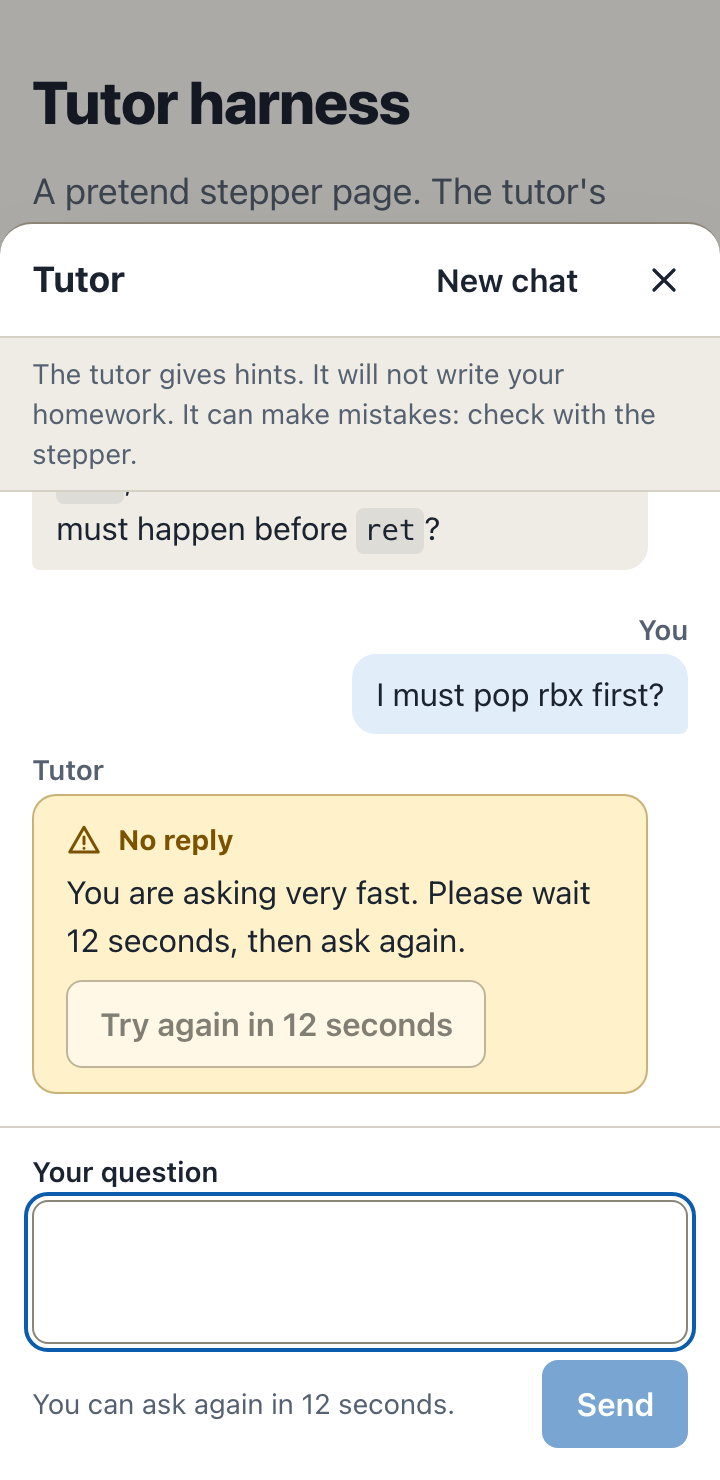 Tutor harness
A pretend stepper page. The tutor's
Tutor
New chat
The tutor gives hints. It will not write your
homework. It can make mistakes: check with the
stepper.
must happen before ret?
You
I must pop rbx first?
Tutor
No reply
You are asking very fast. Please wait
12 seconds, then ask again.
Try again in 12 seconds
Your question
You can ask again in 12 seconds.
Send